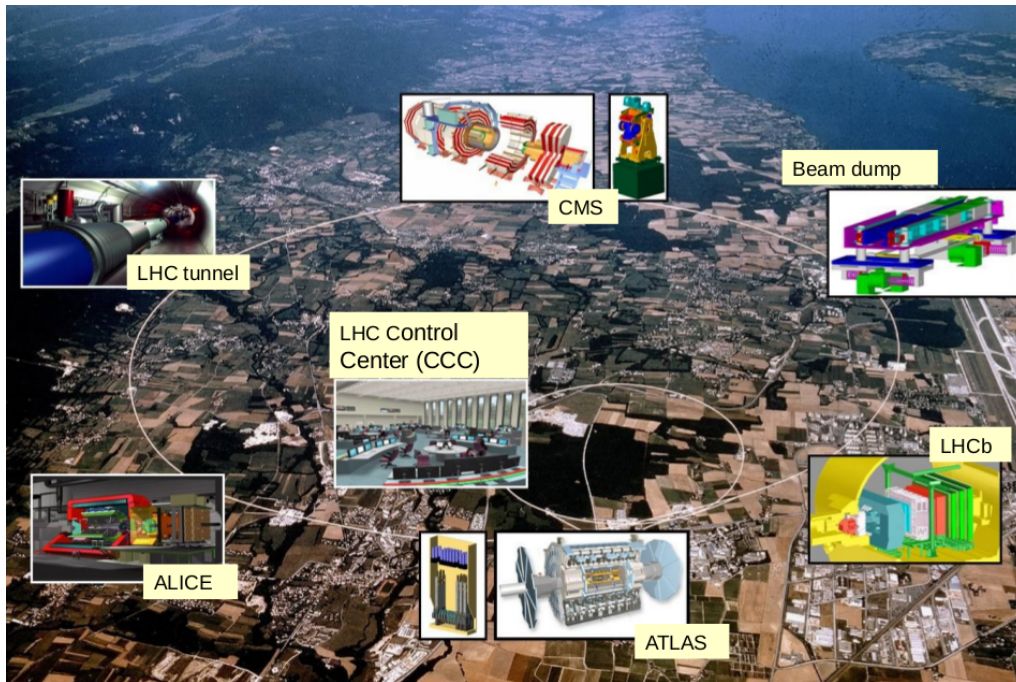 Beam dump
CMS
LHC tunnel
LHC Control
Center (CCC)
LHCb
ALICE
ATLAS